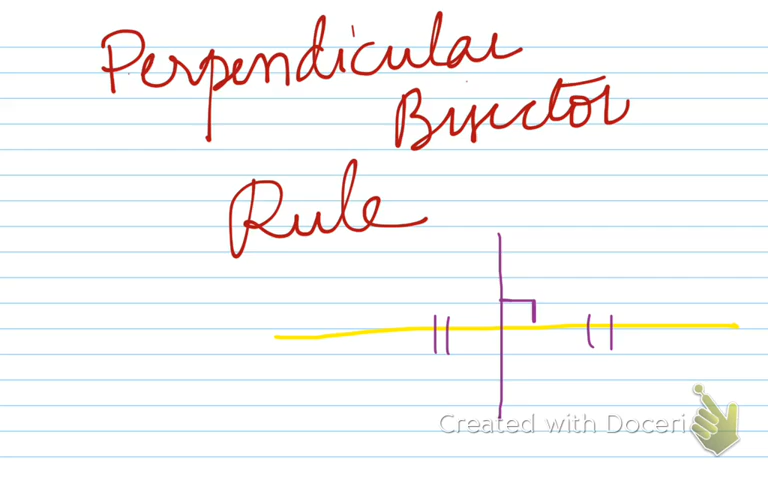 Perpendicular
Bisector
Rule
Created with Doceri